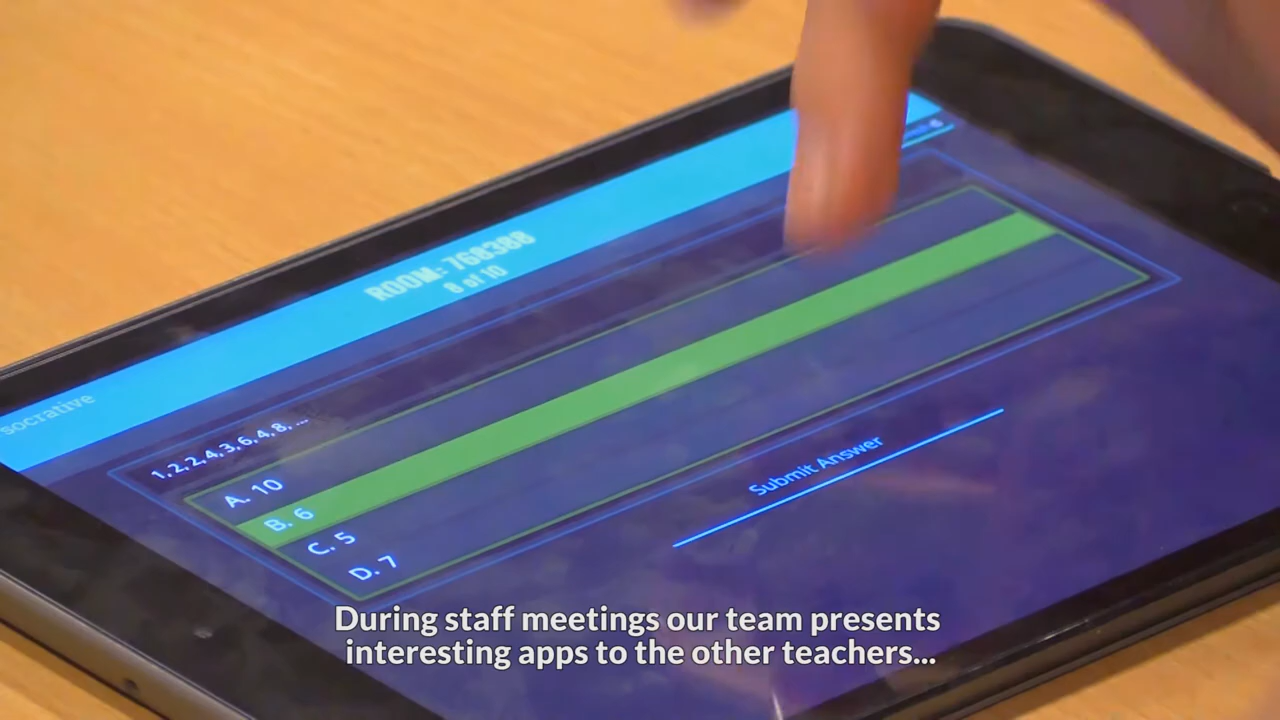 socrative
ROOM: 768388
8 of 10
1, 2, 2, 4, 3, 6, 4, 8, ...
A. 10
B. 6
C. 5
D. 7
Submit Answer
During staff meetings our team presents
interesting apps to the other teachers...